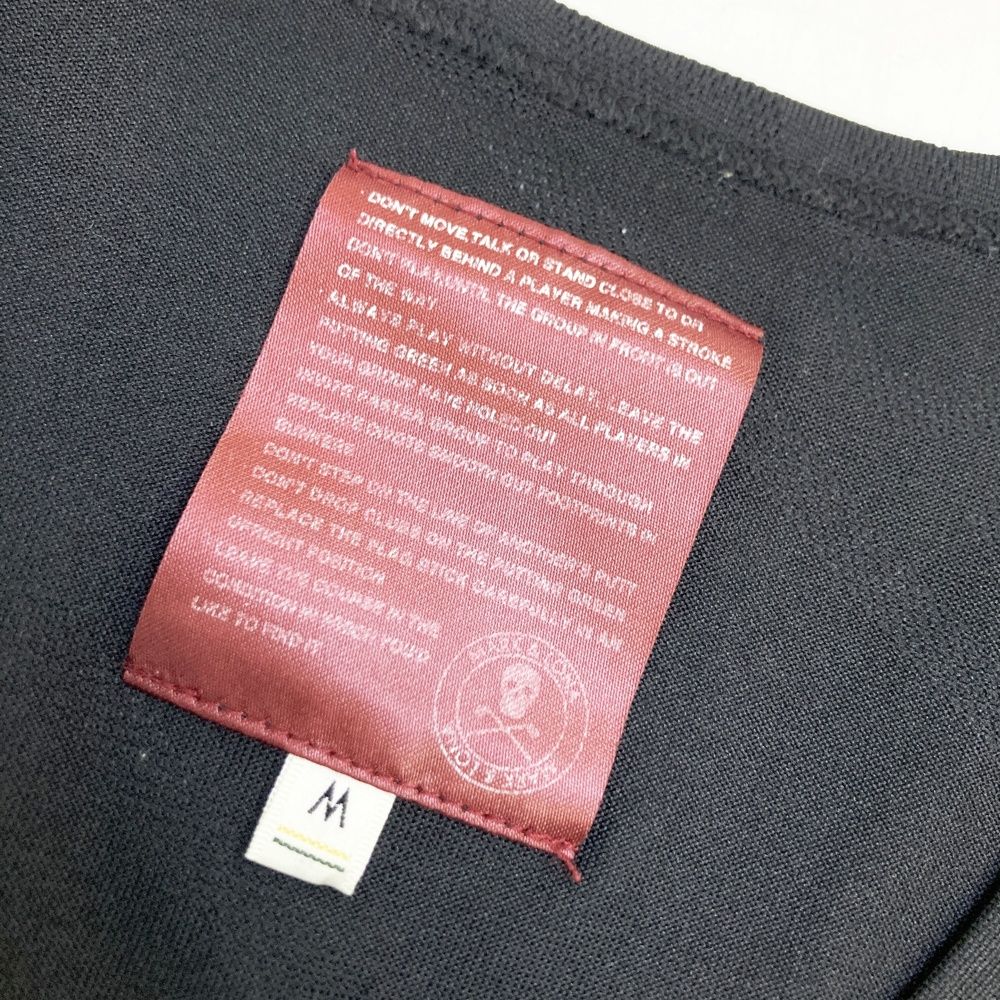 · DON'T MOVE, TALK OR STAND CLOSE TO OR
DIRECTLY BEHIND A PLAYER MAKING A STROKE
DON'T PLAY UNTIL THE GROUP IN FRONT IS OUT
OF THE WAY
ALWAYS PLAY WITHOUT DELAY. LEAVE THE
PUTTING GREEN AS SOON AS ALL PLAYERS IN
YOUR GROUP HAVE HOLED OUT
INVITE FASTER GROUP TO PLAY THROUGH
REPLACE DIVOTS SMOOTH OUT FOOTPRINTS IN
BUNKERS
DON'T STEP ON THE LINE OF ANOTHER'S PUTT
DON'T DROP CLUBS ON THE PUTTING GREEN
REPLACE THE FLAG STICK CAREFULLY IN AN
UPRIGHT POSITION
LEAVE THE COURSE IN THE
CONDITION IN WHICH YOU'D
LIKE TO FIND IT
MARK & LONA
MARK & LONA
M